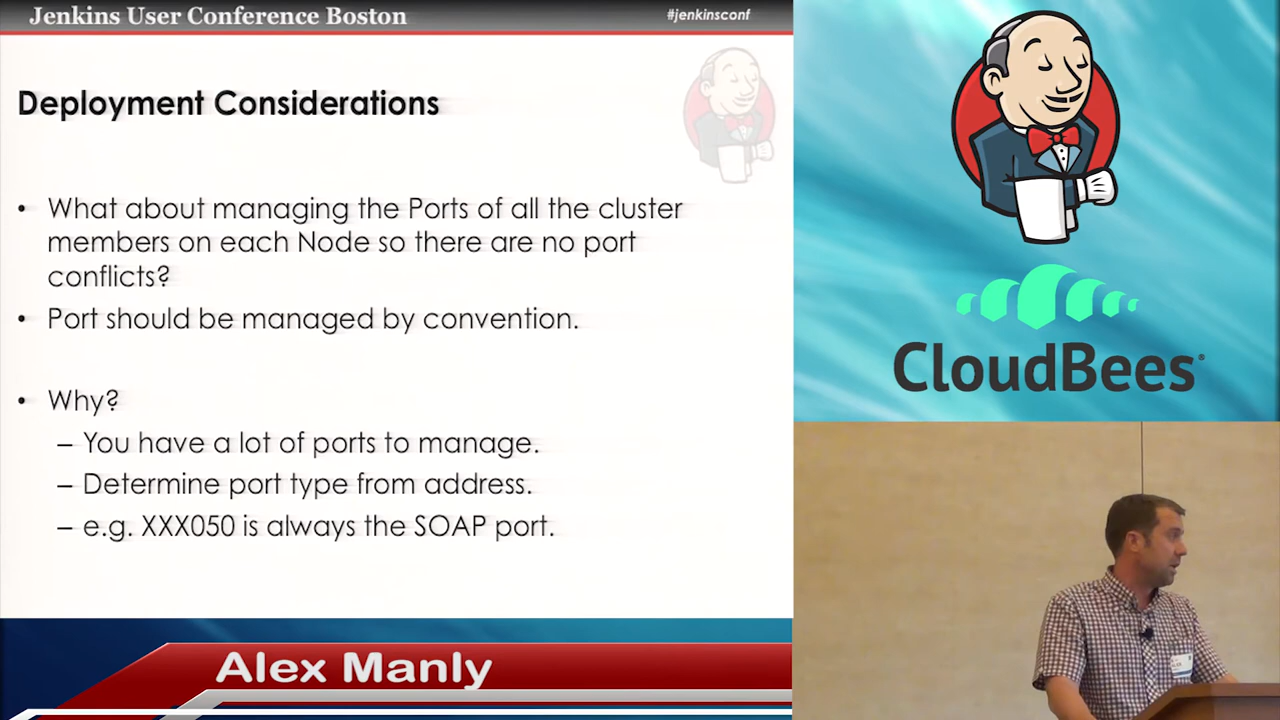 Jenkins User Conference Boston
#jenkinsconf
Deployment Considerations
• What about managing the Ports of all the cluster
members on each Node so there are no port
conflicts?
• Port should be managed by convention.
• Why?
– You have a lot of ports to manage.
– Determine port type from address.
– e.g. XXX050 is always the SOAP port.
CloudBees®
Alex Manly